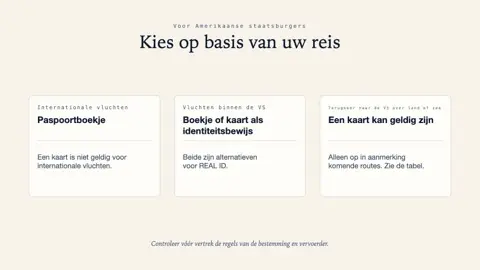 Voor Amerikaanse staatsburgers
Kies op basis van uw reis
Internationale vluchten
Paspoortboekje
Een kaart is niet geldig voor
internationale vluchten.
Vluchten binnen de VS
Boekje of kaart als
identiteitsbewijs
Beide zijn alternatieven
voor REAL ID.
Terugkeer naar de VS over land of zee
Een kaart kan geldig zijn
Alleen op in aanmerking
komende routes. Zie de tabel.
Controleer vóór vertrek de regels van de bestemming en vervoerder.